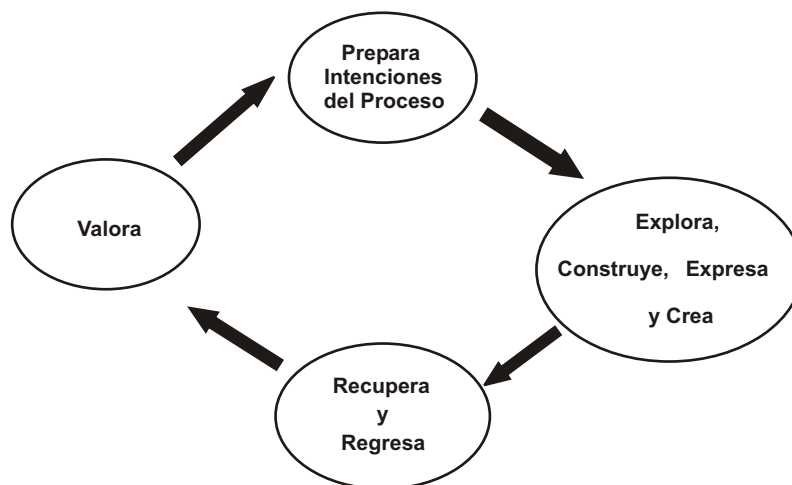 Prepara
Intenciones
del Proceso
Valora
Explora,
Construye, Expresa
y Crea
Recupera
y
Regresa